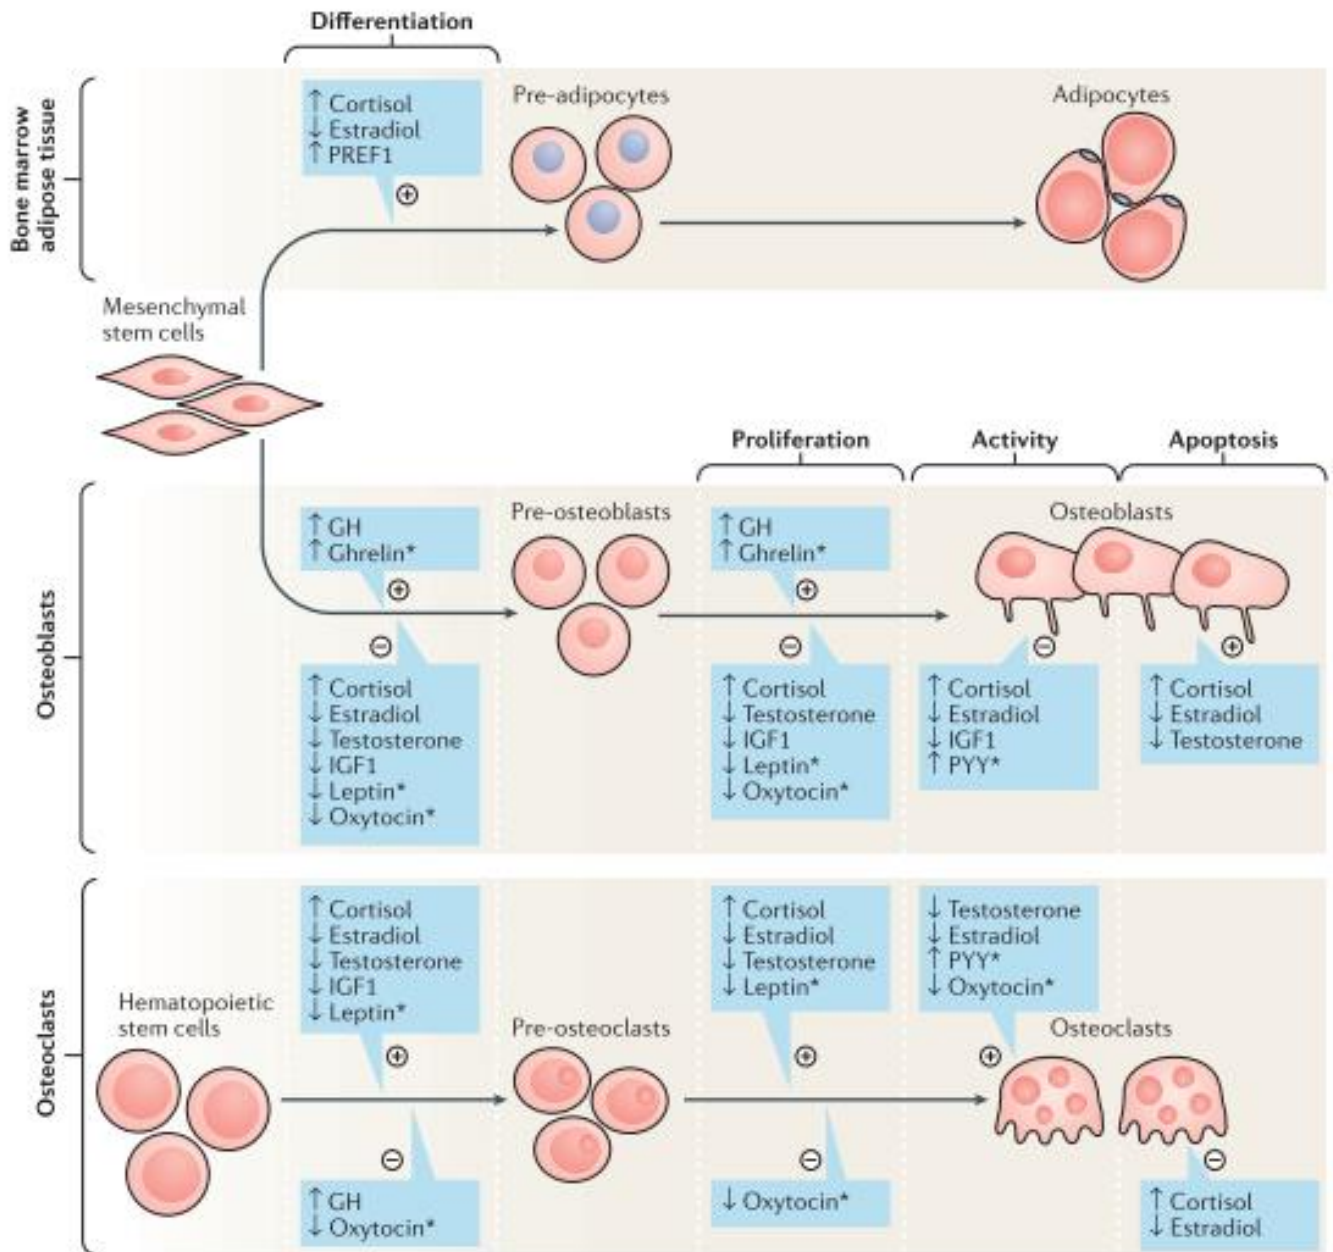 Differentiation
Bone marrow
adipose tissue
↑ Cortisol
↓ Estradiol
↑ PREF1
+
Pre-adipocytes
Adipocytes
Mesenchymal
stem cells
Proliferation
Activity
Apoptosis
Osteoblasts
↑ GH
↑ Ghrelin*
+
−
↑ Cortisol
↓ Estradiol
↓ Testosterone
↓ IGF1
↓ Leptin*
↓ Oxytocin*
Pre-osteoblasts
↑ GH
↑ Ghrelin*
+
−
↑ Cortisol
↓ Testosterone
↓ IGF1
↓ Leptin*
↓ Oxytocin*
Osteoblasts
−
↑ Cortisol
↓ Estradiol
↓ IGF1
↑ PYY*
+
↑ Cortisol
↓ Estradiol
↓ Testosterone
Osteoclasts
Hematopoietic
stem cells
↑ Cortisol
↓ Estradiol
↓ Testosterone
↓ IGF1
↓ Leptin*
+
−
↑ GH
↓ Oxytocin*
Pre-osteoclasts
↑ Cortisol
↓ Estradiol
↓ Testosterone
↓ Leptin*
+
−
↓ Oxytocin*
↓ Testosterone
↓ Estradiol
↑ PYY*
↓ Oxytocin*
+
Osteoclasts
−
↑ Cortisol
↓ Estradiol